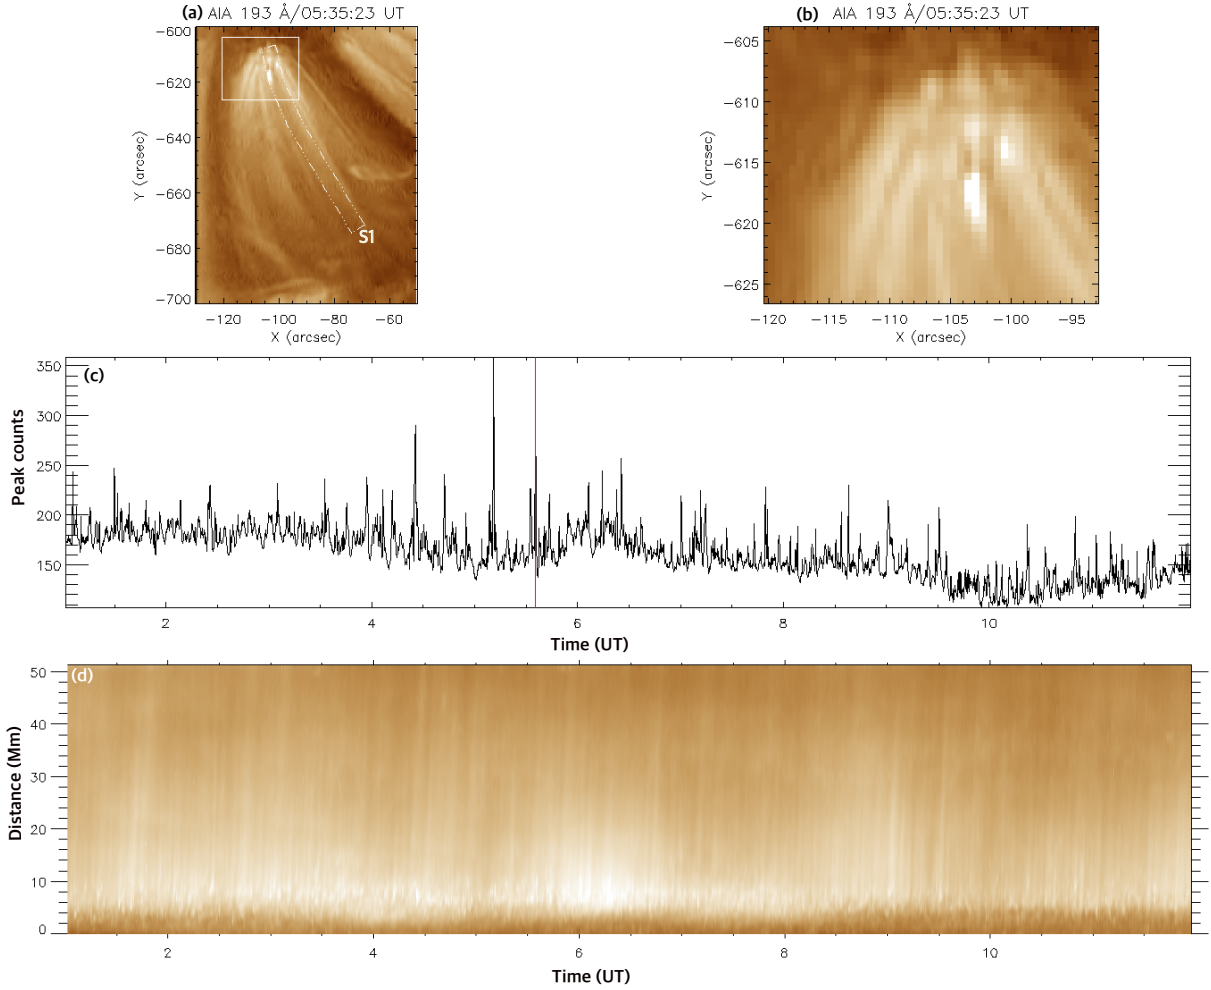 (a) AIA 193 Å/05:35:23 UT
(b) AIA 193 Å/05:35:23 UT
−600
−620
−640
−660
−680
−700
Y (arcsec)
S1
−120 −100 −80 −60
X (arcsec)
−605
−610
−615
−620
−625
Y (arcsec)
−120 −115 −110 −105 −100 −95
X (arcsec)
(c)
350
300
250
200
150
Peak counts
2 4 6 8 10
Time (UT)
(d)
50
40
30
20
10
0
Distance (Mm)
2 4 6 8 10
Time (UT)